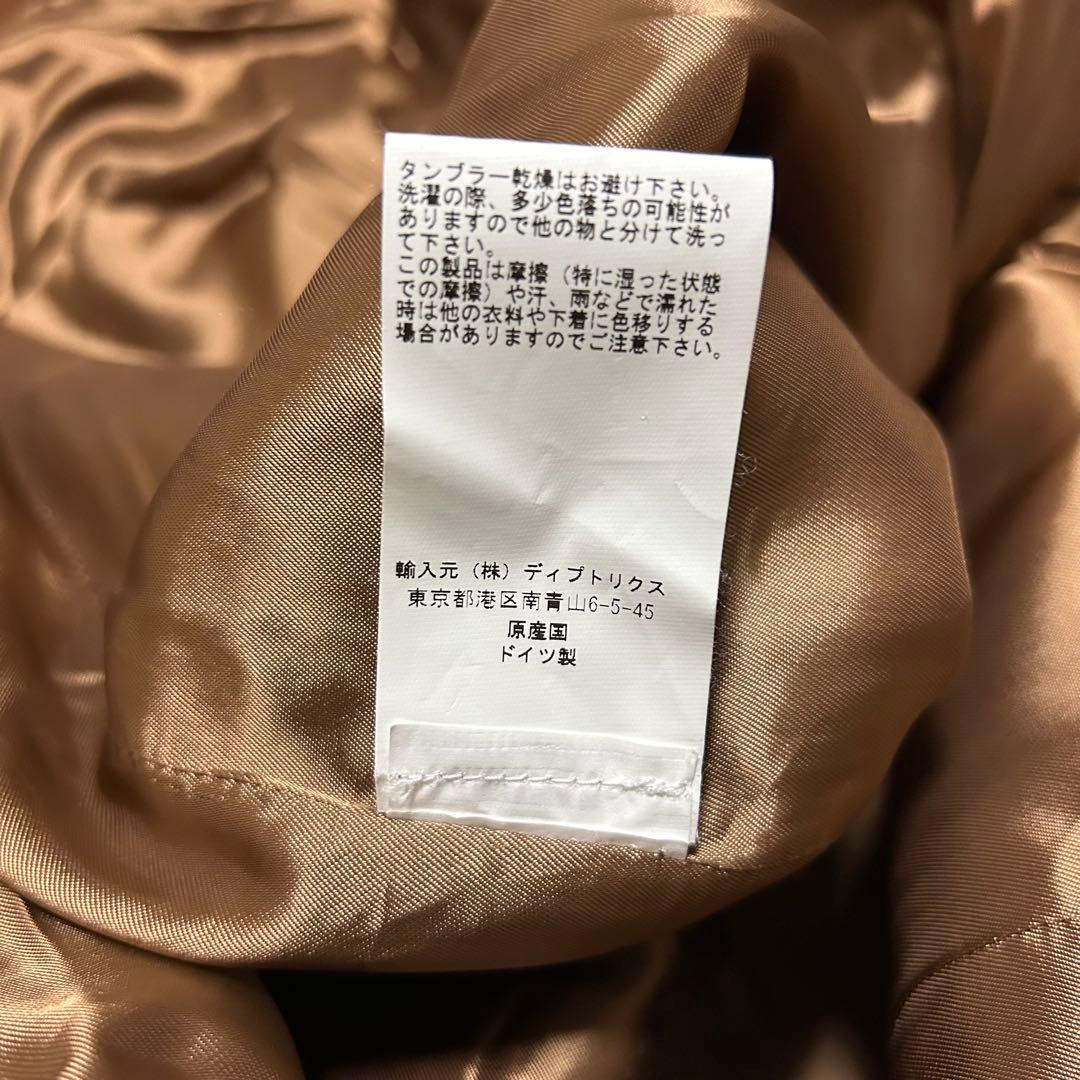 タンブラー乾燥はお避け下さい。
洗濯の際、多少色落ちの可能性が
ありますので他の物と分けて洗っ
て下さい。
この製品は摩擦（特に湿った状態
での摩擦）や汗、雨などで濡れた
時は他の衣料や下着に色移りする
場合がありますのでご注意下さい。
輸入元（株）ディプトリクス
東京都港区南青山6-5-45
原産国
ドイツ製